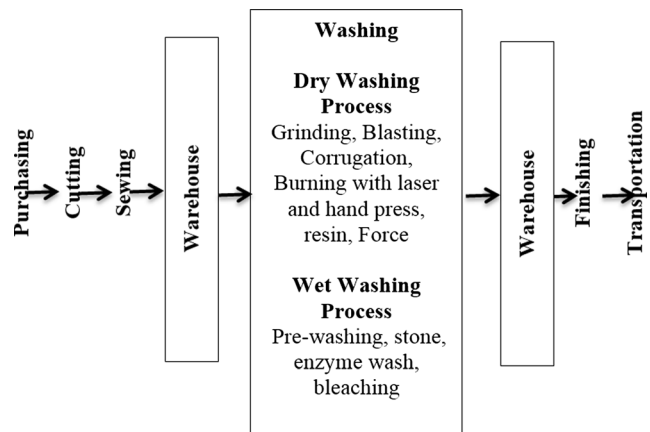 Purchasing
Cutting
Sewing
Warehouse
Washing
Dry Washing
Process
Grinding, Blasting,
Corrugation,
Burning with laser
and hand press,
resin, Force
Wet Washing
Process
Pre-washing, stone,
enzyme wash,
bleaching
Warehouse
Finishing
Transportation